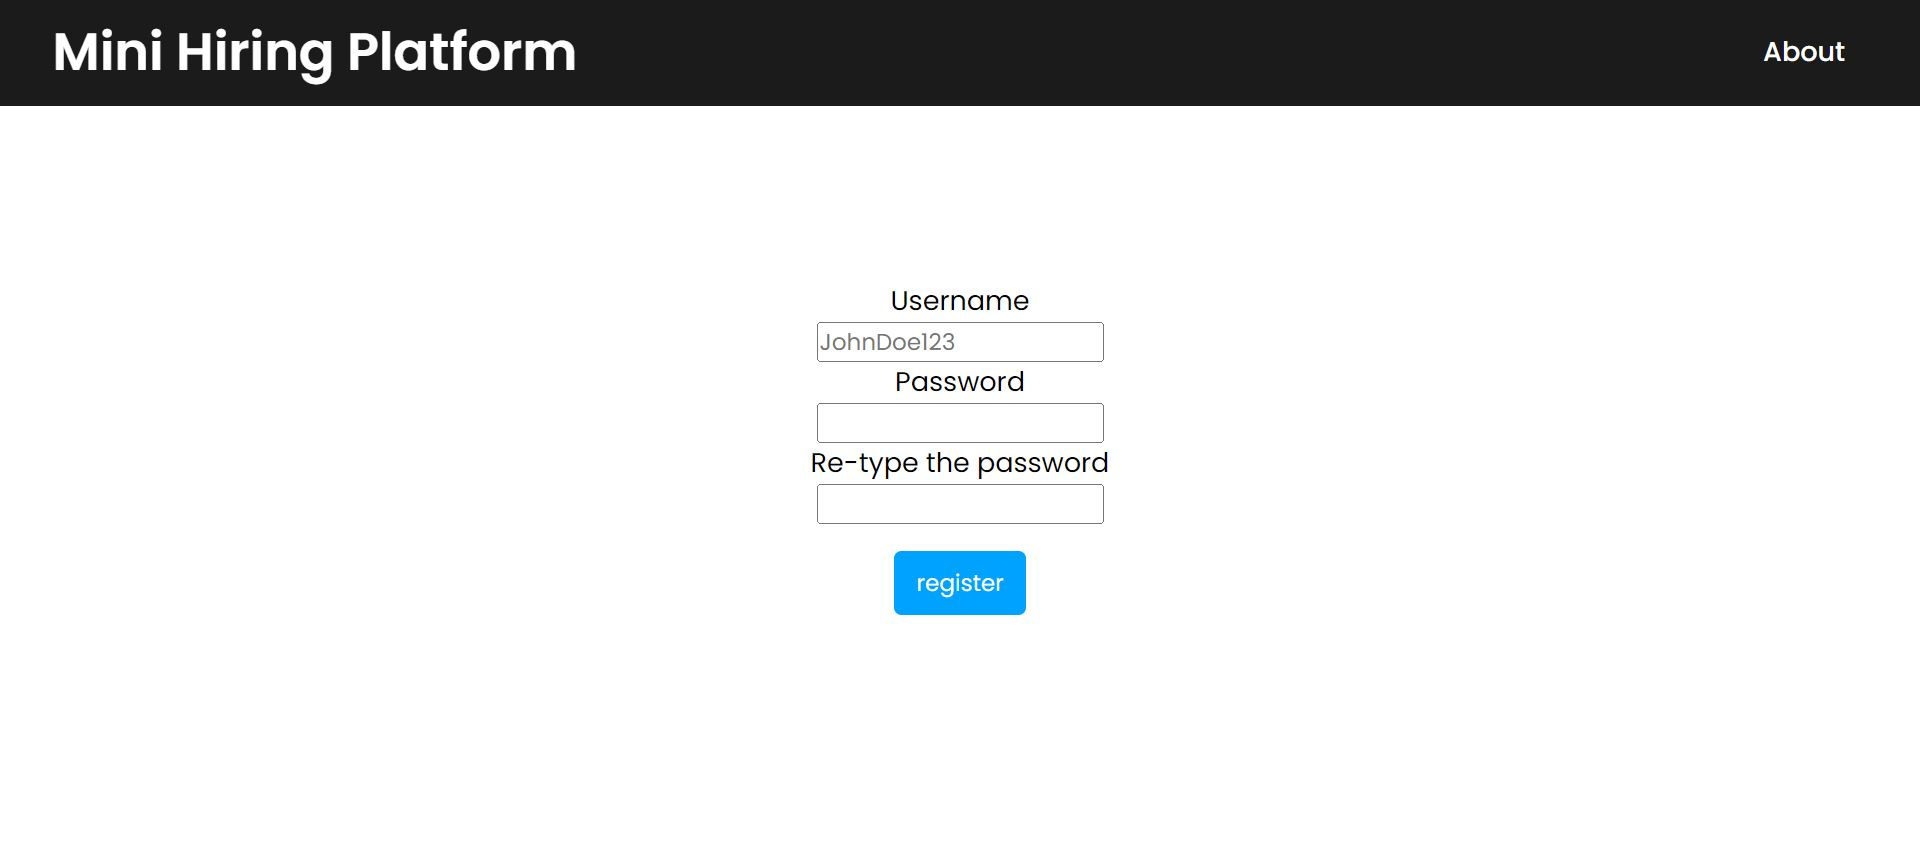 Mini Hiring Platform
About
Username
JohnDoe123
Password
Re-type the password
register